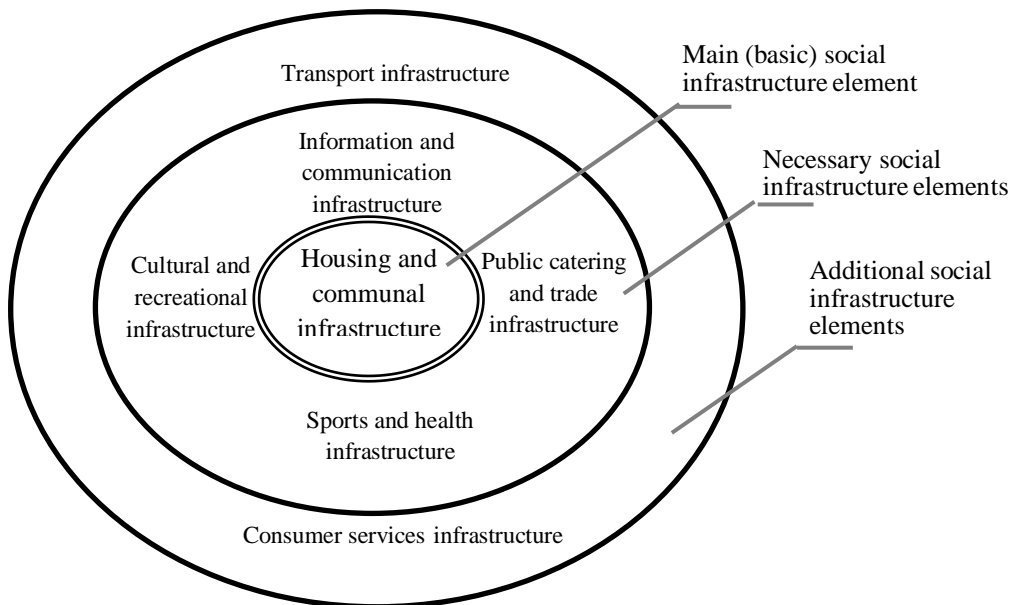 Main (basic) social
infrastructure element
Transport infrastructure
Information and
communication
infrastructure
Necessary social
infrastructure elements
Housing and
communal
infrastructure
Cultural and
recreational
infrastructure
Public catering
and trade
infrastructure
Additional social
infrastructure
elements
Sports and health
infrastructure
Consumer services infrastructure